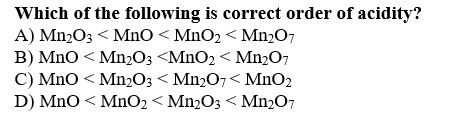 Which of the following is correct order of acidity?
A) Mn₂O₃ < MnO < MnO₂ < Mn₂O₇
B) MnO < Mn₂O₃ <MnO₂ < Mn₂O₇
C) MnO < Mn₂O₃ < Mn₂O₇ < MnO₂
D) MnO < MnO₂ < Mn₂O₃ < Mn₂O₇